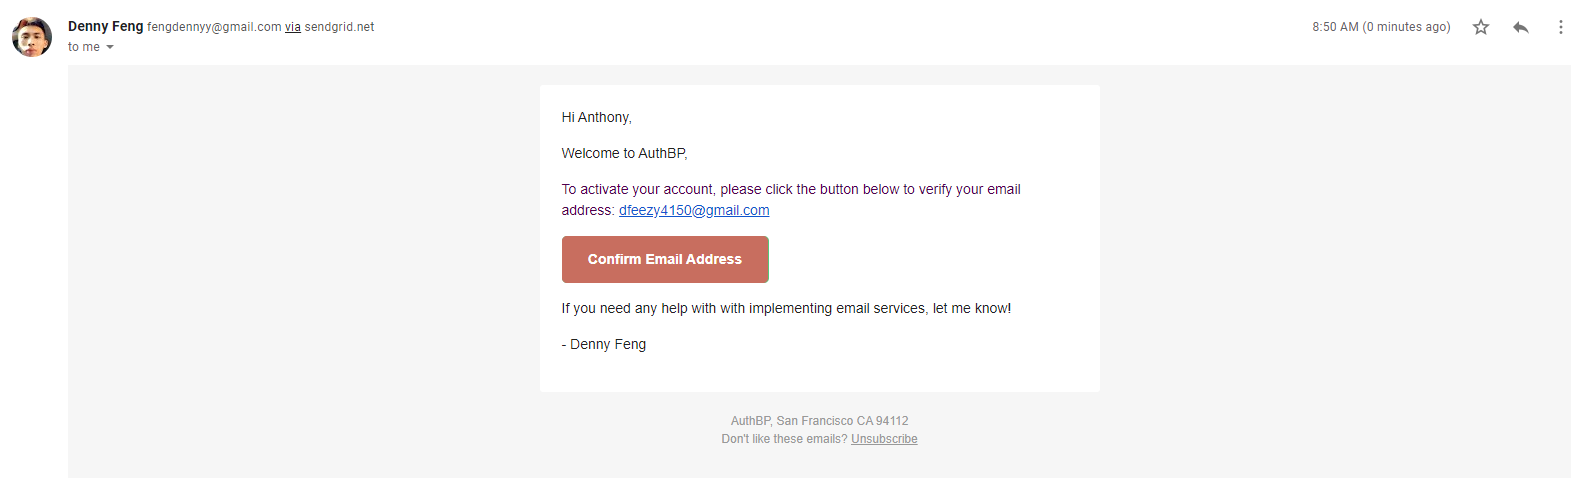 Denny Feng fengdennyy@gmail.com via sendgrid.net
8:50 AM (0 minutes ago)
to me
Hi Anthony,
Welcome to AuthBP,
To activate your account, please click the button below to verify your email
address: dfeezy4150@gmail.com
Confirm Email Address
If you need any help with with implementing email services, let me know!
- Denny Feng
AuthBP, San Francisco CA 94112
Don't like these emails? Unsubscribe